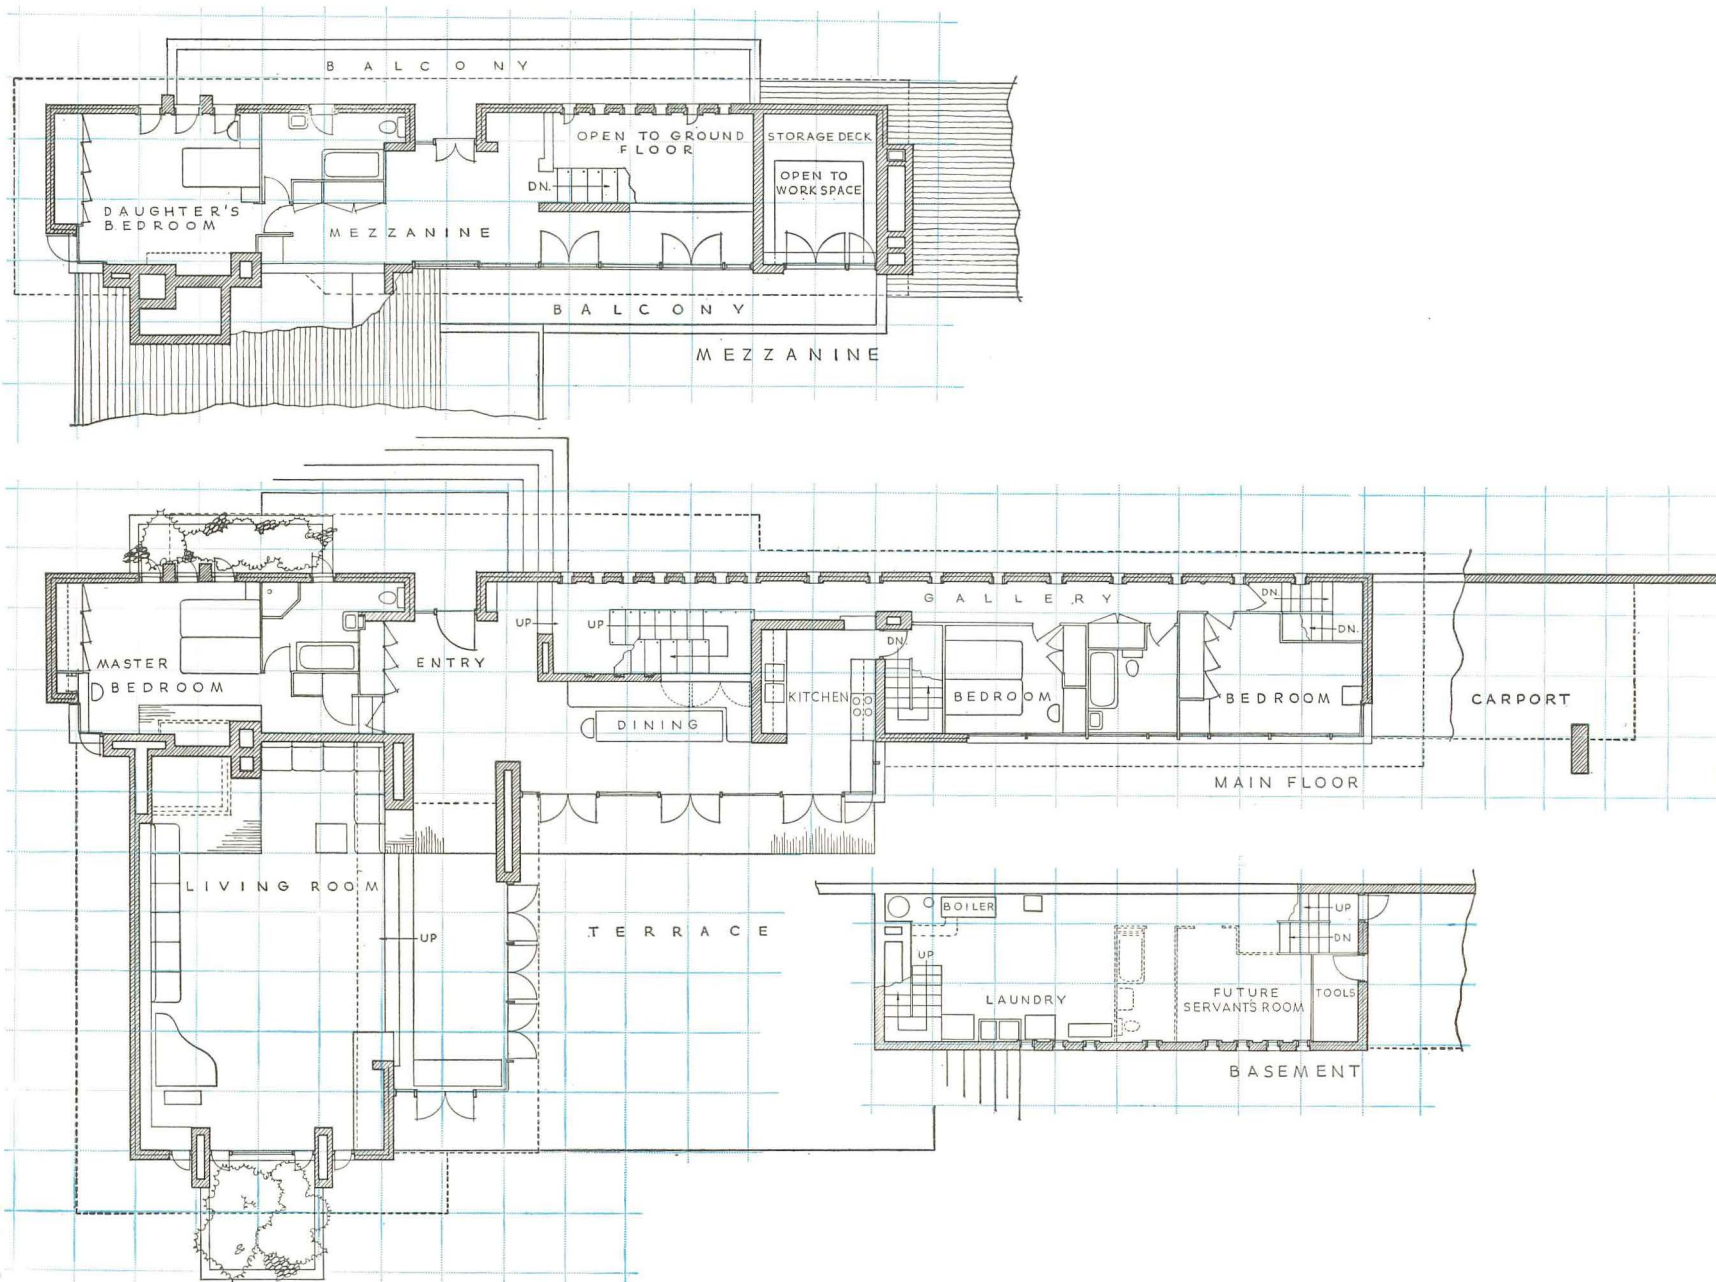 BALCONY
OPEN TO GROUND
FLOOR
STORAGE DECK
OPEN TO
WORKSPACE
DN.
DAUGHTER'S
BEDROOM
MEZZANINE
BALCONY
MEZZANINE
GALLERY
DN.
DN.
UP
UP
ENTRY
DN.
MASTER
BEDROOM
KITCHEN
BEDROOM
BEDROOM
CARPORT
DINING
MAIN FLOOR
LIVING ROOM
TERRACE
UP
BOILER
UP
DN
UP
LAUNDRY
FUTURE
SERVANTS ROOM
TOOLS
BASEMENT